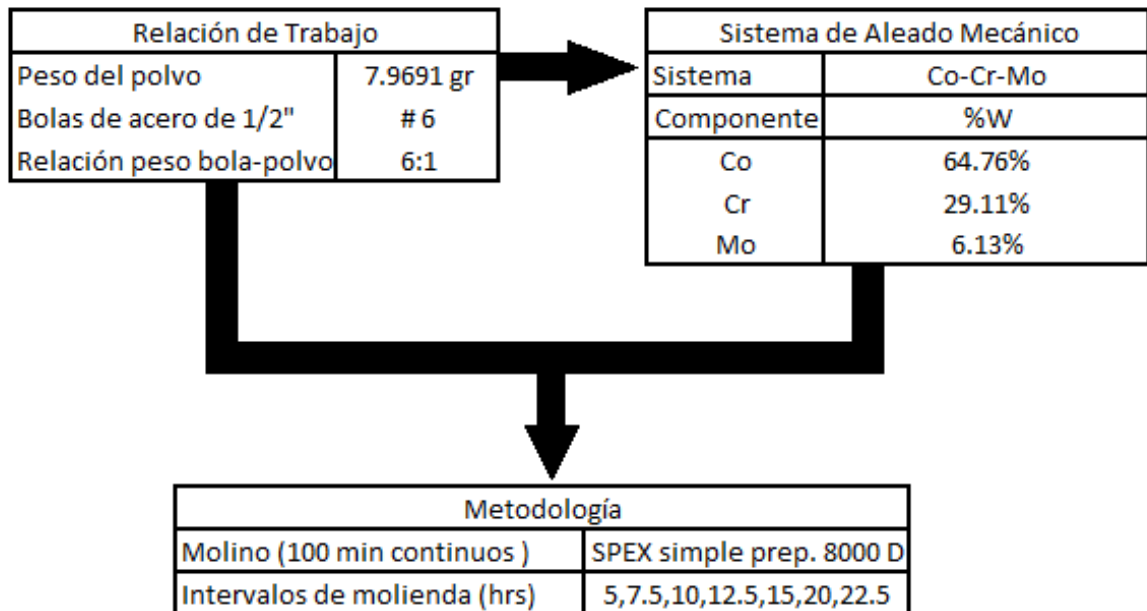 Relación de Trabajo
Peso del polvo 7.9691 gr
Bolas de acero de 1/2" # 6
Relación peso bola-polvo 6:1
Sistema de Aleado Mecánico
Sistema Co-Cr-Mo
Componente %W
Co 64.76%
Cr 29.11%
Mo 6.13%
Metodología
Molino (100 min continuos ) SPEX simple prep. 8000 D
Intervalos de molienda (hrs) 5,7.5,10,12.5,15,20,22.5